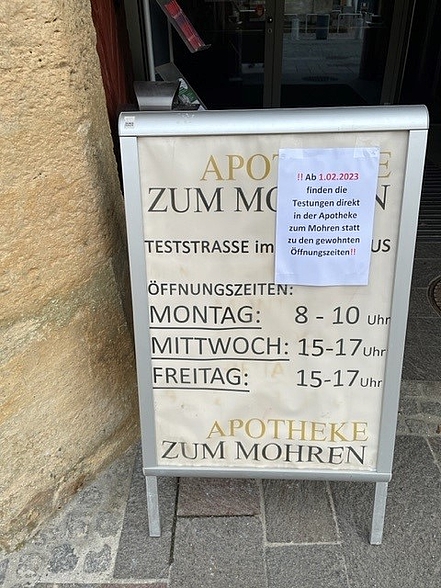 APOT E
ZUM MO N
!! Ab 1.02.2023
finden die
Testungen direkt
in der Apotheke
zum Mohren statt
zu den gewohnten
Öffnungszeiten!!
TESTSTRASSE im US
ÖFFNUNGSZEITEN:
MONTAG: 8 - 10 Uhr
MITTWOCH: 15-17 Uhr
FREITAG: 15-17 Uhr
APOTHEKE
ZUM MOHREN